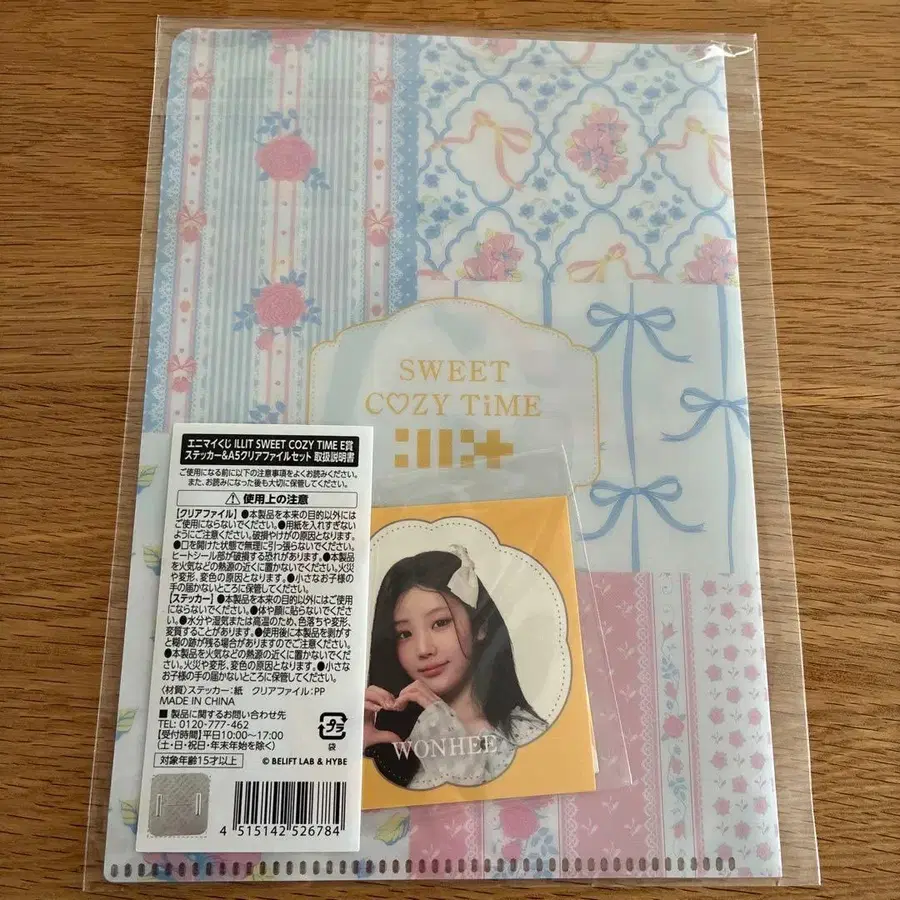 SWEET
C♡ZY TiME
ILLIT
エニマイくじ ILLIT SWEET COZY TIME E賞
ステッカー&A5クリアファイルセット 取扱説明書
ご使用になる前に以下の注意事項をよくお読みください。
また、お読みになった後も大切に保管してください。
⚠使用上の注意
【クリアファイル】●本製品を本来の目的以外には
ご使用にならないでください。●用紙を入れすぎない
ようにご注意ください。破損やけがの原因となります。
●口を開けた状態で無理に引っ張らないでください。
ヒートシール部が破損する恐れがあります。●本製品
を火気などの熱源の近くに置かないでください。火災
や変形、変色の原因となります。●小さなお子様の
手の届かないところに保管してください。
【ステッカー】●本製品を本来の目的以外にはご使用
にならないでください。●体や顔に貼らないでくださ
い。●水分や湿気または高温のため、色落ちや変形、
変質することがあります。●使用後に本製品を剥がす
と糊の跡が残る場合がありますのでご注意ください。
●本製品を火気などの熱源の近くに置かないでくださ
い。火災や変形、変色の原因となります。●小さな
お子様の手の届かないところに保管してください。
〈材質〉ステッカー:紙 クリアファイル:PP
MADE IN CHINA
■ 製品に関するお問い合わせ先
TEL: 0120-777-462
【受付時間】平日10:00〜17:00
(土・日・祝日・年末年始を除く)
プラ
袋
対象年齢15才以上
© BELIFT LAB & HYBE
4 515142 526784
WONHEE